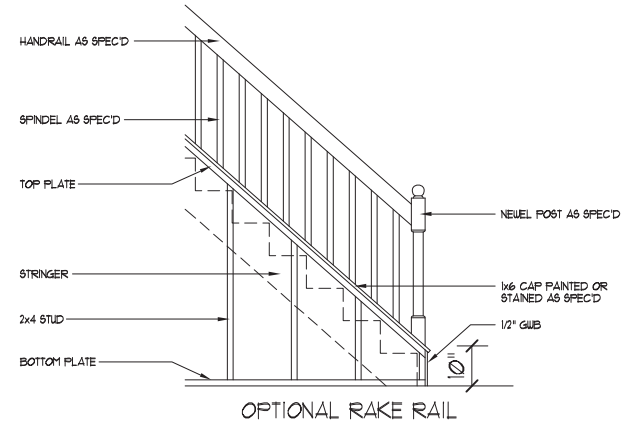 HANDRAIL AS SPEC'D
SPINDEL AS SPEC'D
TOP PLATE
NEWEL POST AS SPEC'D
STRINGER
1x6 CAP PAINTED OR
STAINED AS SPEC'D
2x4 STUD
1/2" GWB
BOTTOM PLATE
10"
OPTIONAL RAKE RAIL